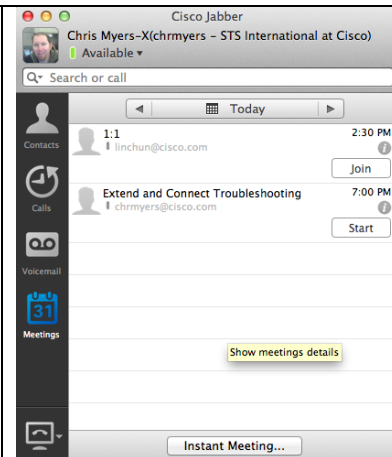 Cisco Jabber
Chris Myers-X(chrmyers - STS International at Cisco)
Available
Search or call
Today
Contacts
1:1
2:30 PM
linchun@cisco.com
Join
Calls
Extend and Connect Troubleshooting
7:00 PM
chrmyers@cisco.com
Start
Voicemail
31
Meetings
Show meetings details
Instant Meeting...